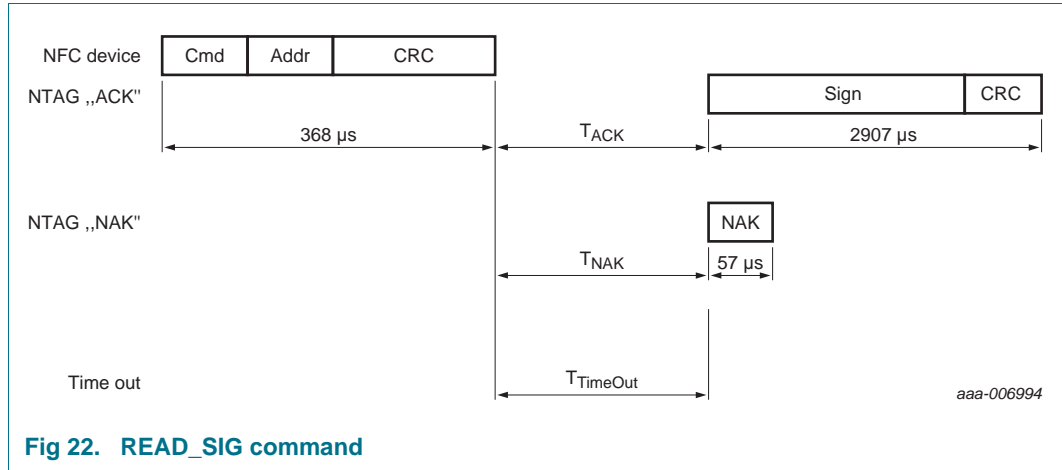 NFC device Cmd Addr CRC
NTAG ,,ACK" Sign CRC
368 µs TACK 2907 µs
NTAG ,,NAK" NAK
TNAK 57 µs
Time out TTimeOut
aaa-006994
Fig 22. READ_SIG command